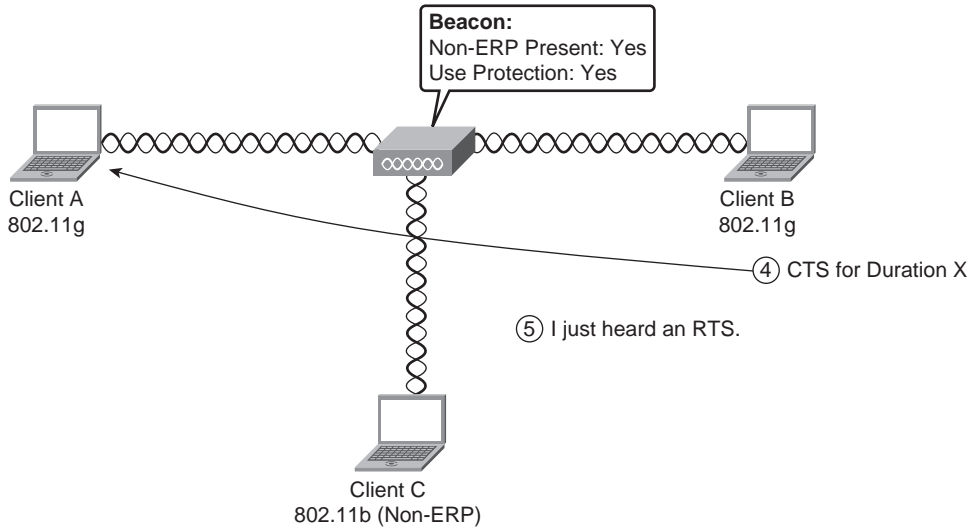 Beacon:
Non-ERP Present: Yes
Use Protection: Yes
Client A
802.11g
Client B
802.11g
4 CTS for Duration X
5 I just heard an RTS.
Client C
802.11b (Non-ERP)